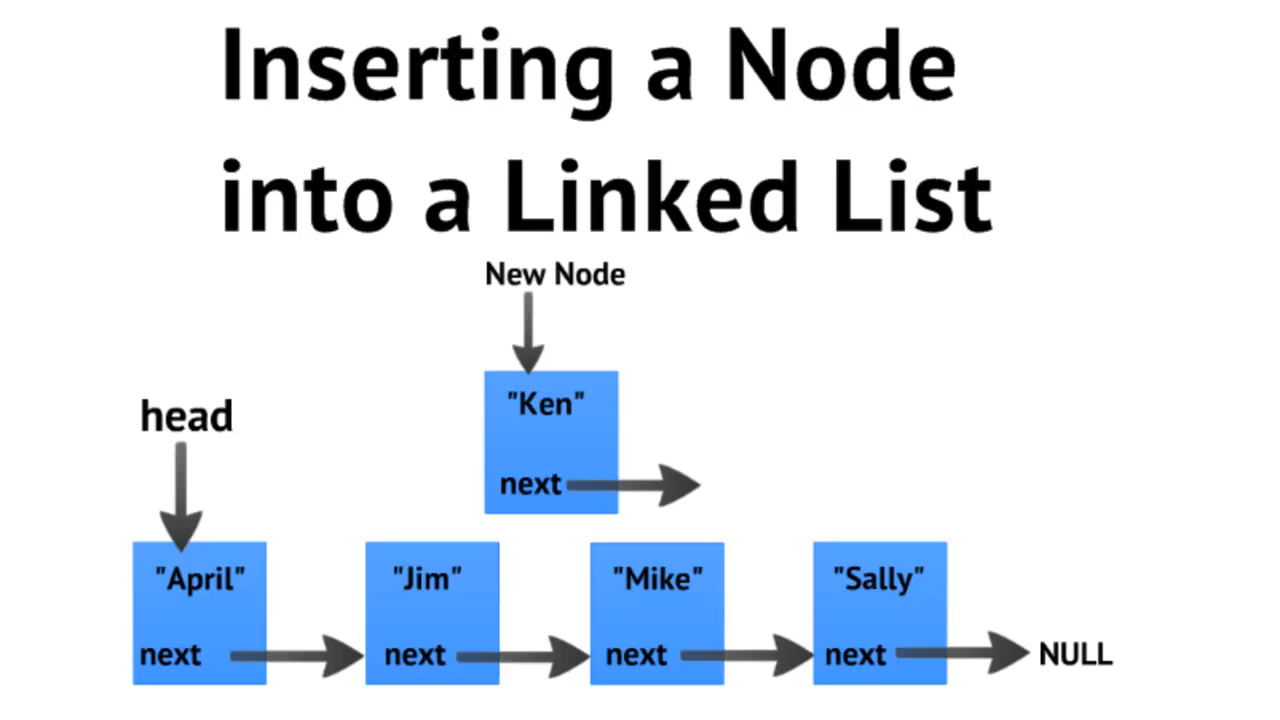 Inserting a Node
into a Linked List
New Node
"Ken"
next
head
"April" "Jim" "Mike" "Sally"
next next next next NULL